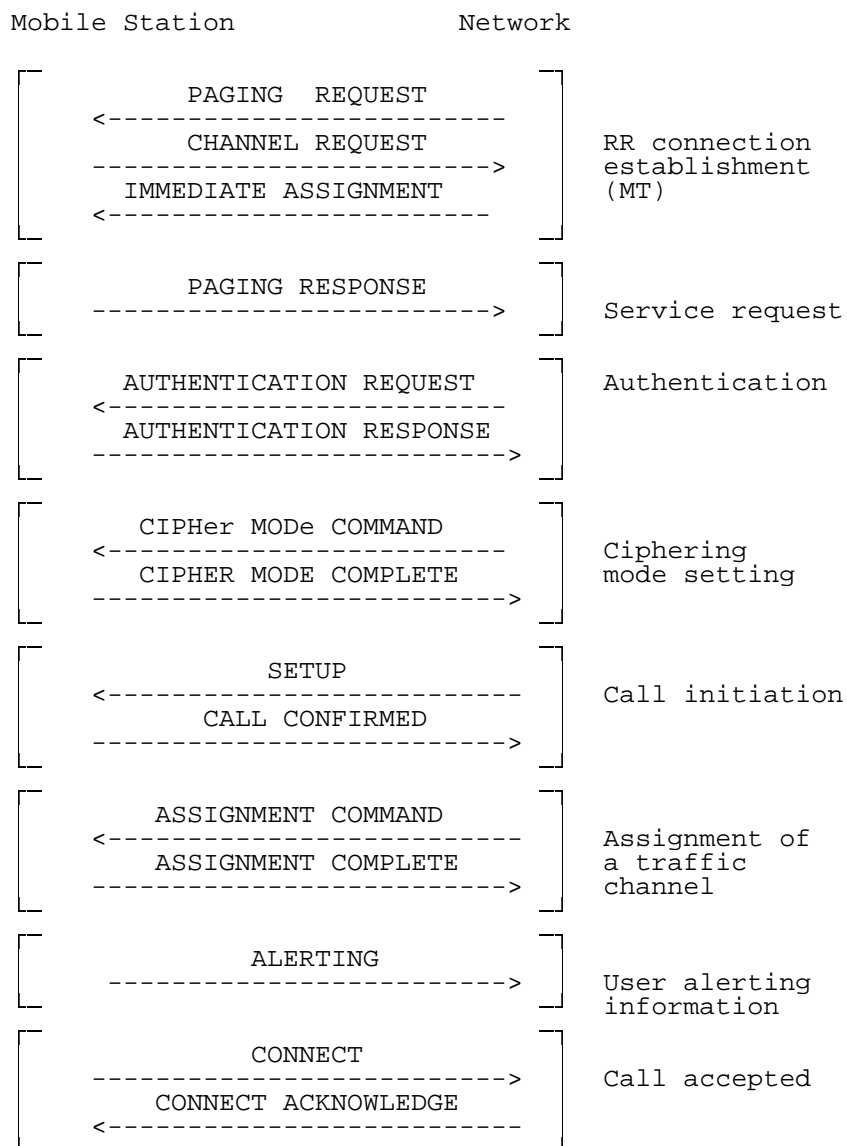 Mobile Station                Network
PAGING  REQUEST
<-------------------------
CHANNEL REQUEST    RR connection
------------------------->    establishment
IMMEDIATE ASSIGNMENT    (MT)
<------------------------
PAGING RESPONSE
------------------------->    Service request
AUTHENTICATION REQUEST    Authentication
<-------------------------
AUTHENTICATION RESPONSE
-------------------------->
CIPHer MODe COMMAND
<-------------------------    Ciphering
CIPHER MODE COMPLETE    mode setting
-------------------------->
SETUP
<--------------------------    Call initiation
CALL CONFIRMED
-------------------------->
ASSIGNMENT COMMAND
<--------------------------    Assignment of
ASSIGNMENT COMPLETE    a traffic
-------------------------->    channel
ALERTING
------------------------->    User alerting
information
CONNECT
-------------------------->    Call accepted
CONNECT ACKNOWLEDGE
<--------------------------